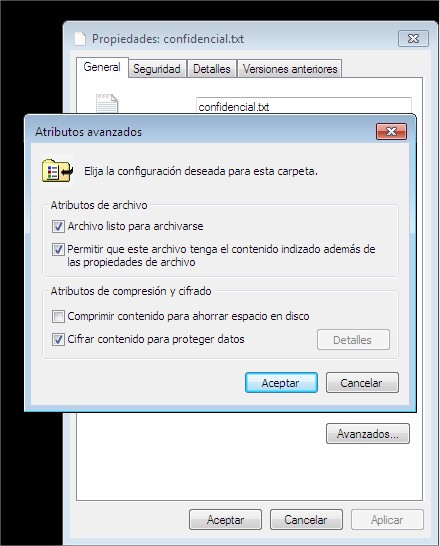 Propiedades: confidencial.txt
General
Seguridad
Detalles
Versiones anteriores
confidencial.txt
Atributos avanzados
Elija la configuración deseada para esta carpeta.
Atributos de archivo
Archivo listo para archivarse
Permitir que este archivo tenga el contenido indizado además de
las propiedades de archivo
Atributos de compresión y cifrado
Comprimir contenido para ahorrar espacio en disco
Cifrar contenido para proteger datos
Detalles
Aceptar
Cancelar
Avanzados...
Aceptar
Cancelar
Aplicar